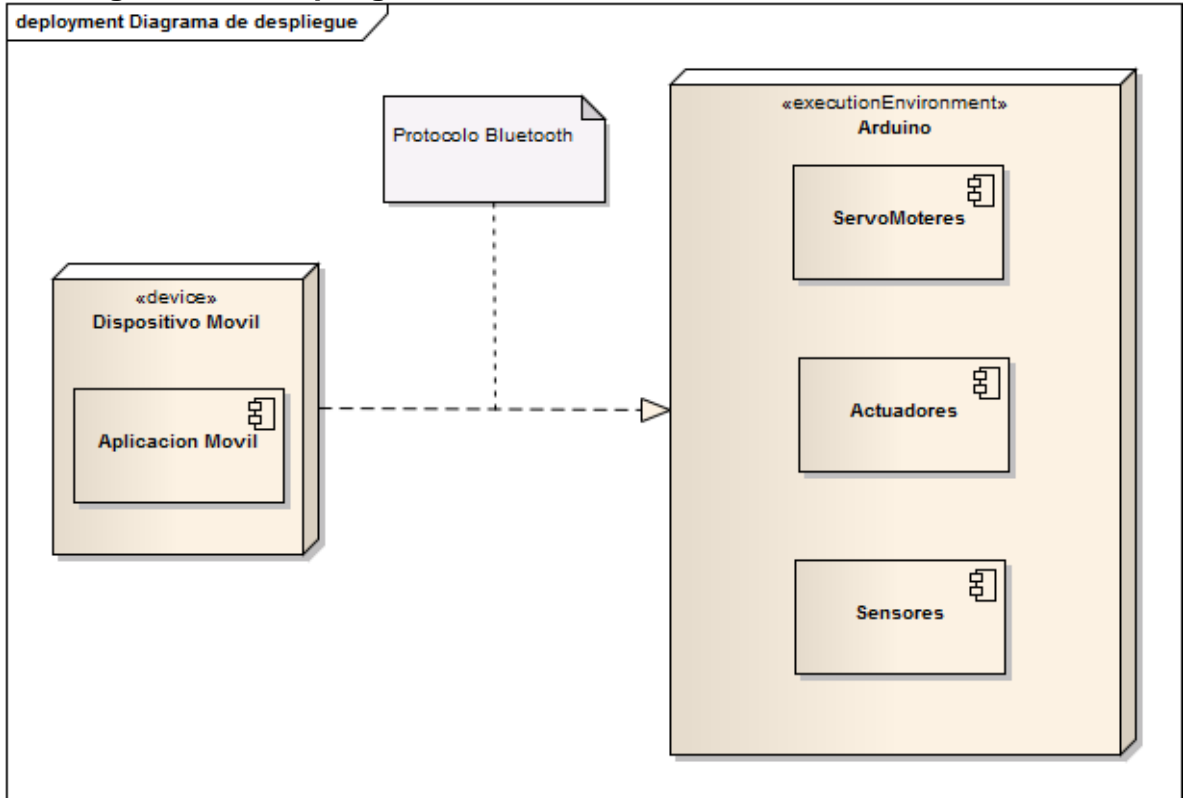 deployment Diagrama de despliegue
Protocolo Bluetooth
«device»
Dispositivo Movil
Aplicacion Movil
«executionEnvironment»
Arduino
ServoMoteres
Actuadores
Sensores